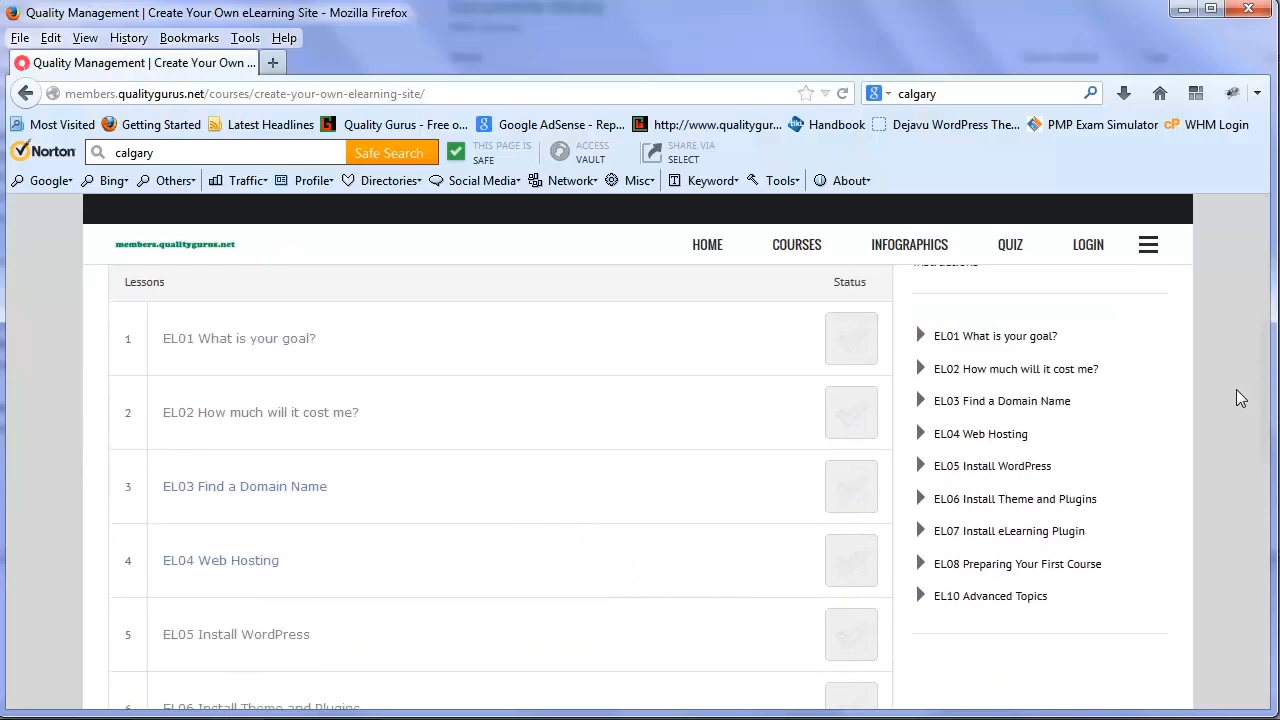 Quality Management | Create Your Own eLearning Site - Mozilla Firefox
File Edit View History Bookmarks Tools Help
Quality Management | Create Your Own ...
members.qualitygurus.net/courses/create-your-own-elearning-site/
calgary
Most Visited Getting Started Latest Headlines Quality Gurus - Free o... Google AdSense - Rep... http://www.qualitygur... Handbook Dejavu WordPress The... PMP Exam Simulator cP WHM Login
Norton calgary Safe Search THIS PAGE IS SAFE ACCESS VAULT SHARE VIA SELECT
Google Bing Others Traffic Profile Directories Social Media Network Misc Keyword Tools About
members.qualitygurus.net
HOME COURSES INFOGRAPHICS QUIZ LOGIN
Lessons Status
1 EL01 What is your goal?
2 EL02 How much will it cost me?
3 EL03 Find a Domain Name
4 EL04 Web Hosting
5 EL05 Install WordPress
EL06 Install Theme and Plugins
EL01 What is your goal?
EL02 How much will it cost me?
EL03 Find a Domain Name
EL04 Web Hosting
EL05 Install WordPress
EL06 Install Theme and Plugins
EL07 Install eLearning Plugin
EL08 Preparing Your First Course
EL10 Advanced Topics